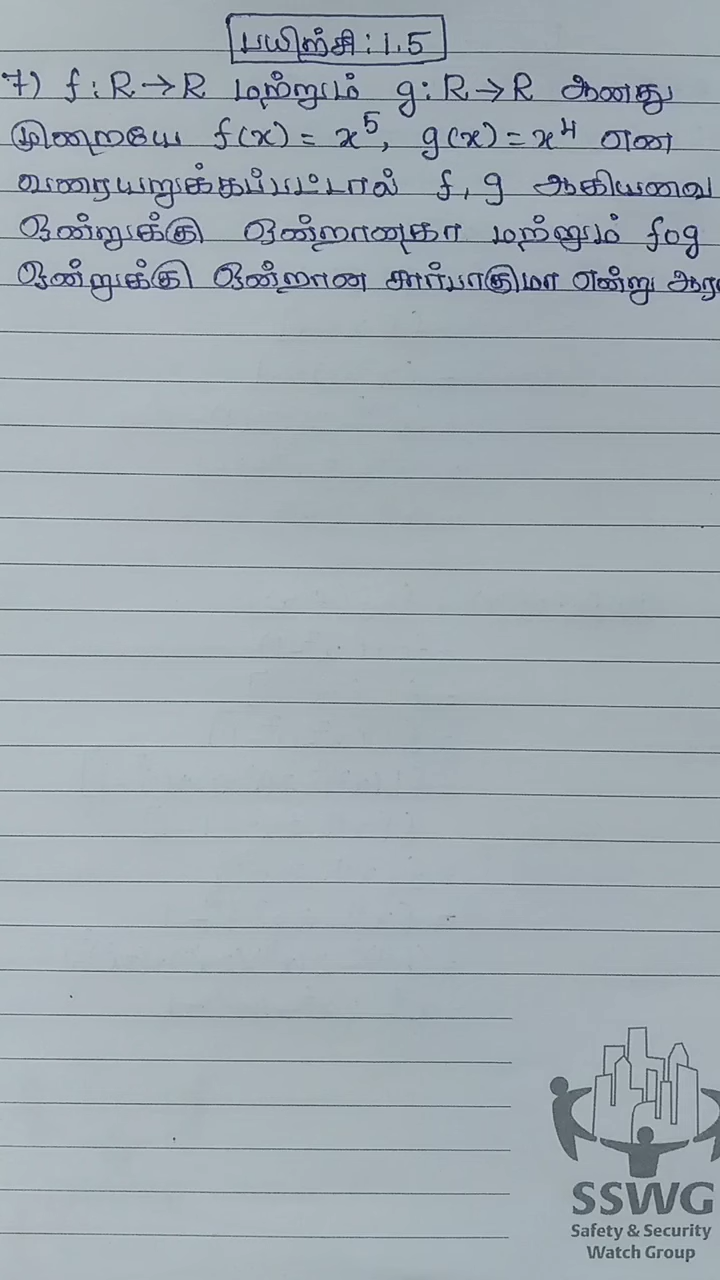 பயிற்சி : 1.5
7) f : R → R மற்றும் g : R → R ஆனது
முறையே f(x) = x⁵, g(x) = x⁴ என
வரையறுக்கப்பட்டால் f, g ஆகியவை
ஒன்றுக்கு ஒன்றானதா மற்றும் fog
ஒன்றுக்கு ஒன்றான சார்பாகுமா என்று
SSWG
Safety & Security
Watch Group